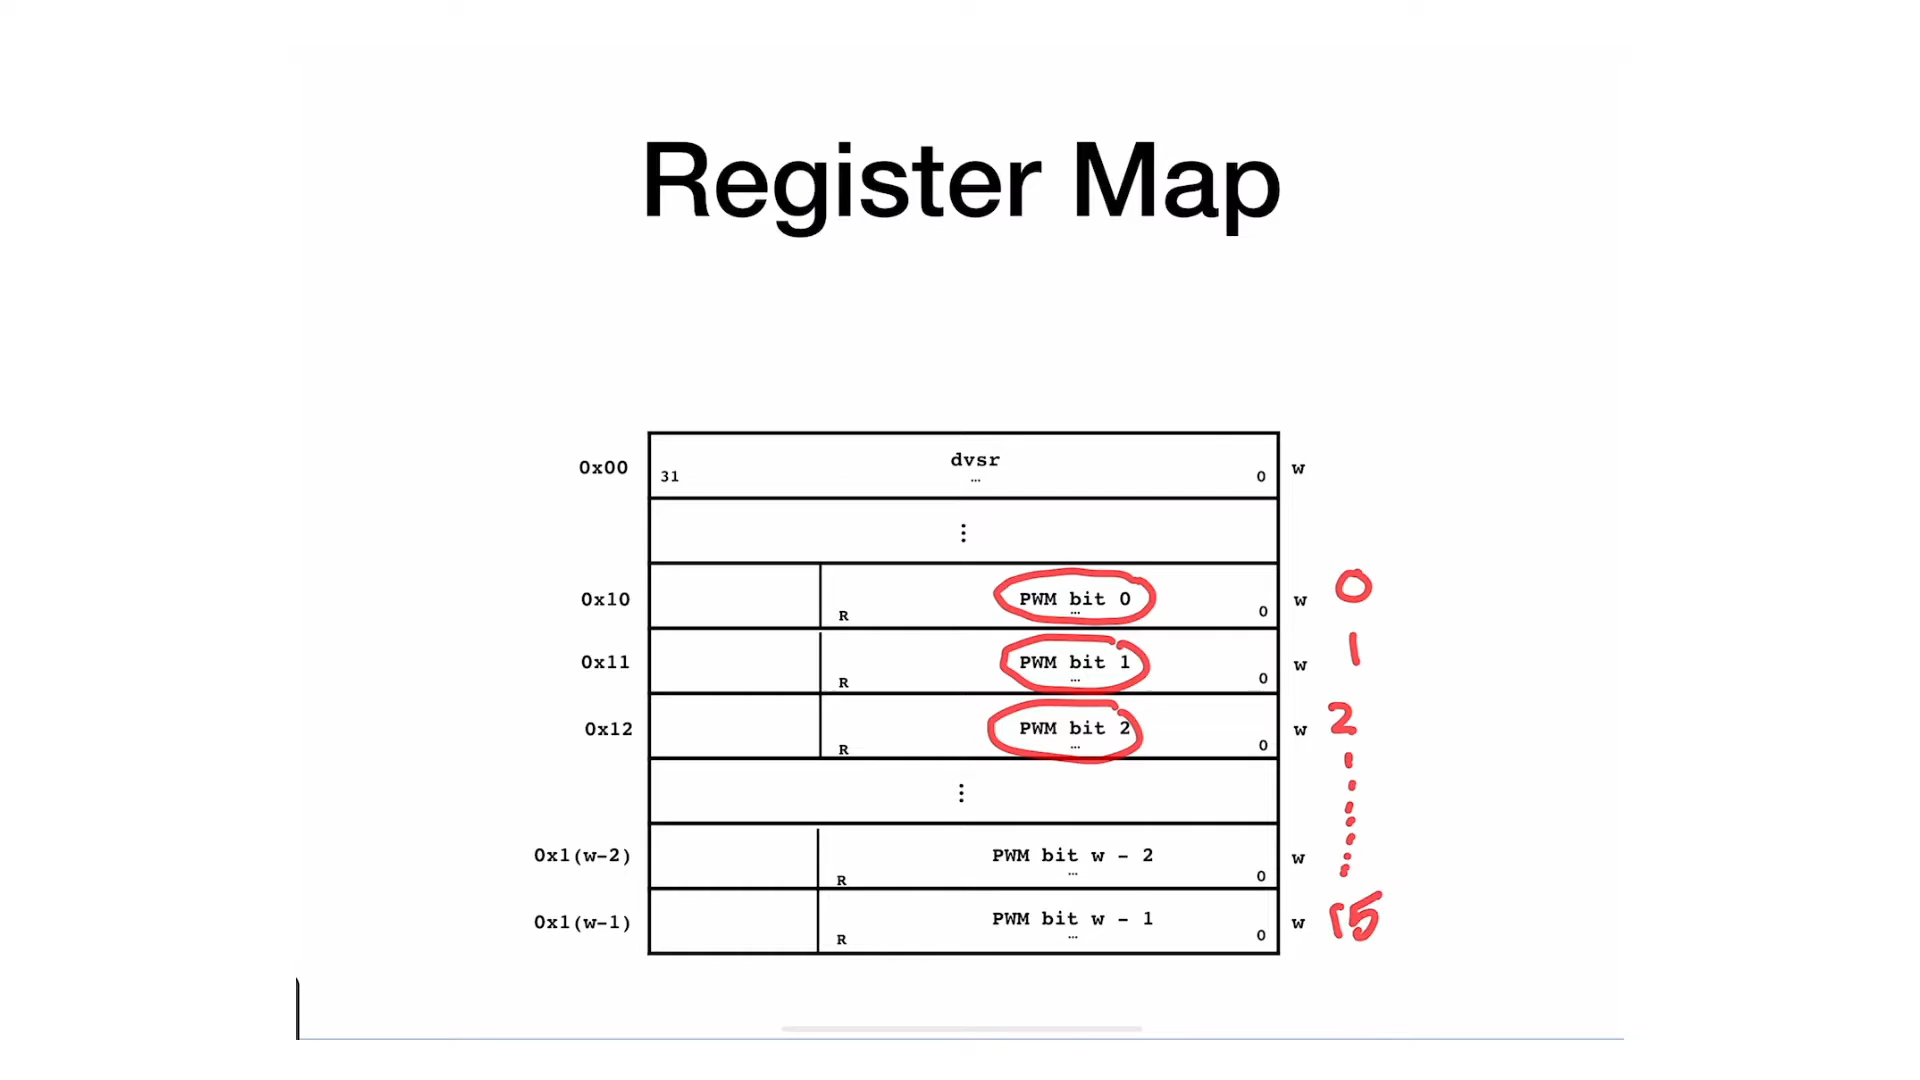 Register Map
0x00 31 dvsr ... 0 w
⋮
0x10 R PWM bit 0 ... 0 w 0
0x11 R PWM bit 1 ... 0 w 1
0x12 R PWM bit 2 ... 0 w 2
⋮
0x1(w-2) R PWM bit w - 2 ... 0 w
0x1(w-1) R PWM bit w - 1 ... 0 w 15